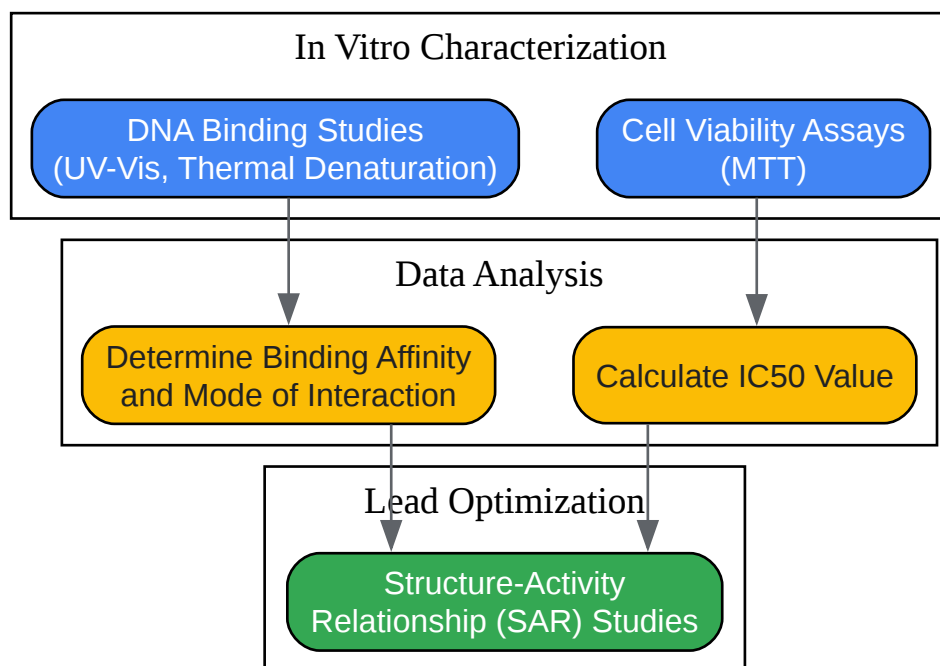 In Vitro Characterization
DNA Binding Studies
(UV-Vis, Thermal Denaturation)
Cell Viability Assays
(MTT)
Data Analysis
Determine Binding Affinity
and Mode of Interaction
Calculate IC50 Value
Lead Optimization
Structure-Activity
Relationship (SAR) Studies